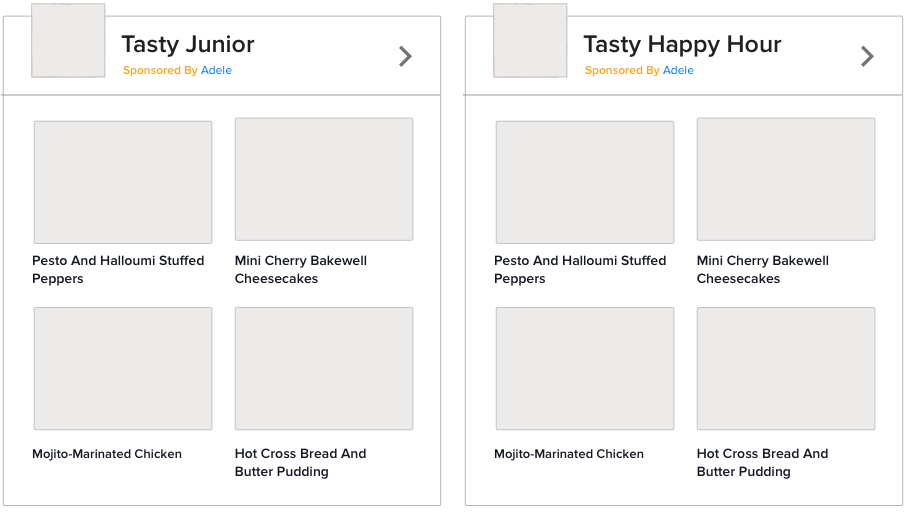 Tasty Junior
Sponsored By Adele
Pesto And Halloumi Stuffed
Peppers
Mini Cherry Bakewell
Cheesecakes
Mojito-Marinated Chicken
Hot Cross Bread And
Butter Pudding
Tasty Happy Hour
Sponsored By Adele
Pesto And Halloumi Stuffed
Peppers
Mini Cherry Bakewell
Cheesecakes
Mojito-Marinated Chicken
Hot Cross Bread And
Butter Pudding